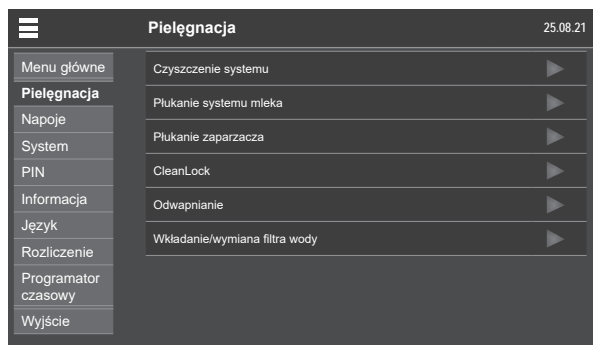 Pielęgnacja
25.08.21
Menu główne
Pielęgnacja
Napoje
System
PIN
Informacja
Język
Rozliczenie
Programator
czasowy
Wyjście
Czyszczenie systemu
Płukanie systemu mleka
Płukanie zaparzacza
CleanLock
Odwapnianie
Wkładanie/wymiana filtra wody